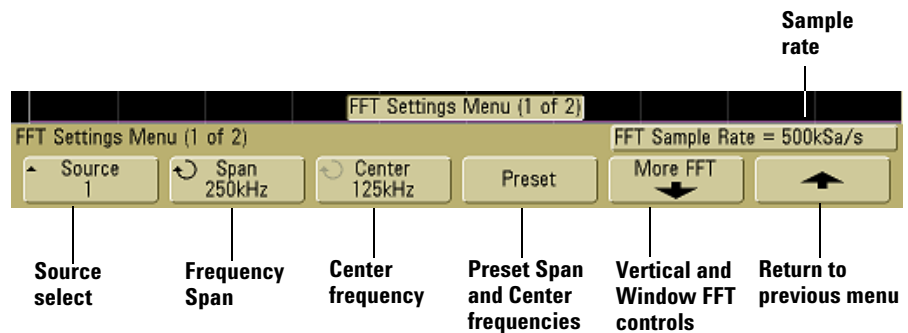 Sample
rate
FFT Settings Menu (1 of 2)
FFT Settings Menu (1 of 2)
FFT Sample Rate = 500kSa/s
Source
1
Span
250kHz
Center
125kHz
Preset
More FFT
Source
select
Frequency
Span
Center
frequency
Preset Span
and Center
frequencies
Vertical and
Window FFT
controls
Return to
previous menu